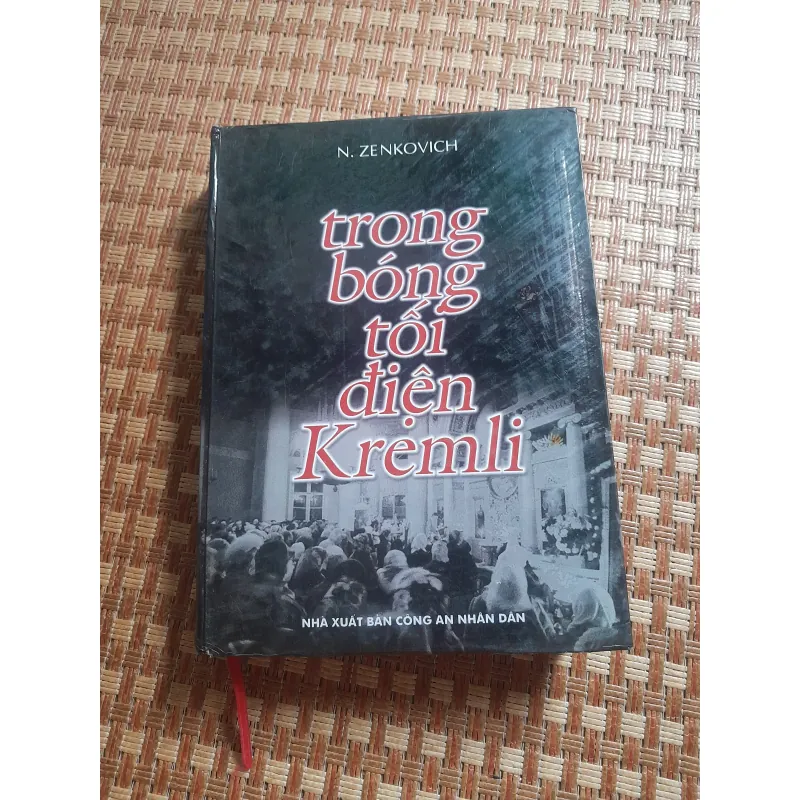 N. ZENKOVICH
trong
bóng
tối
điện
Kremli
NHÀ XUẤT BẢN CÔNG AN NHÂN DÂN